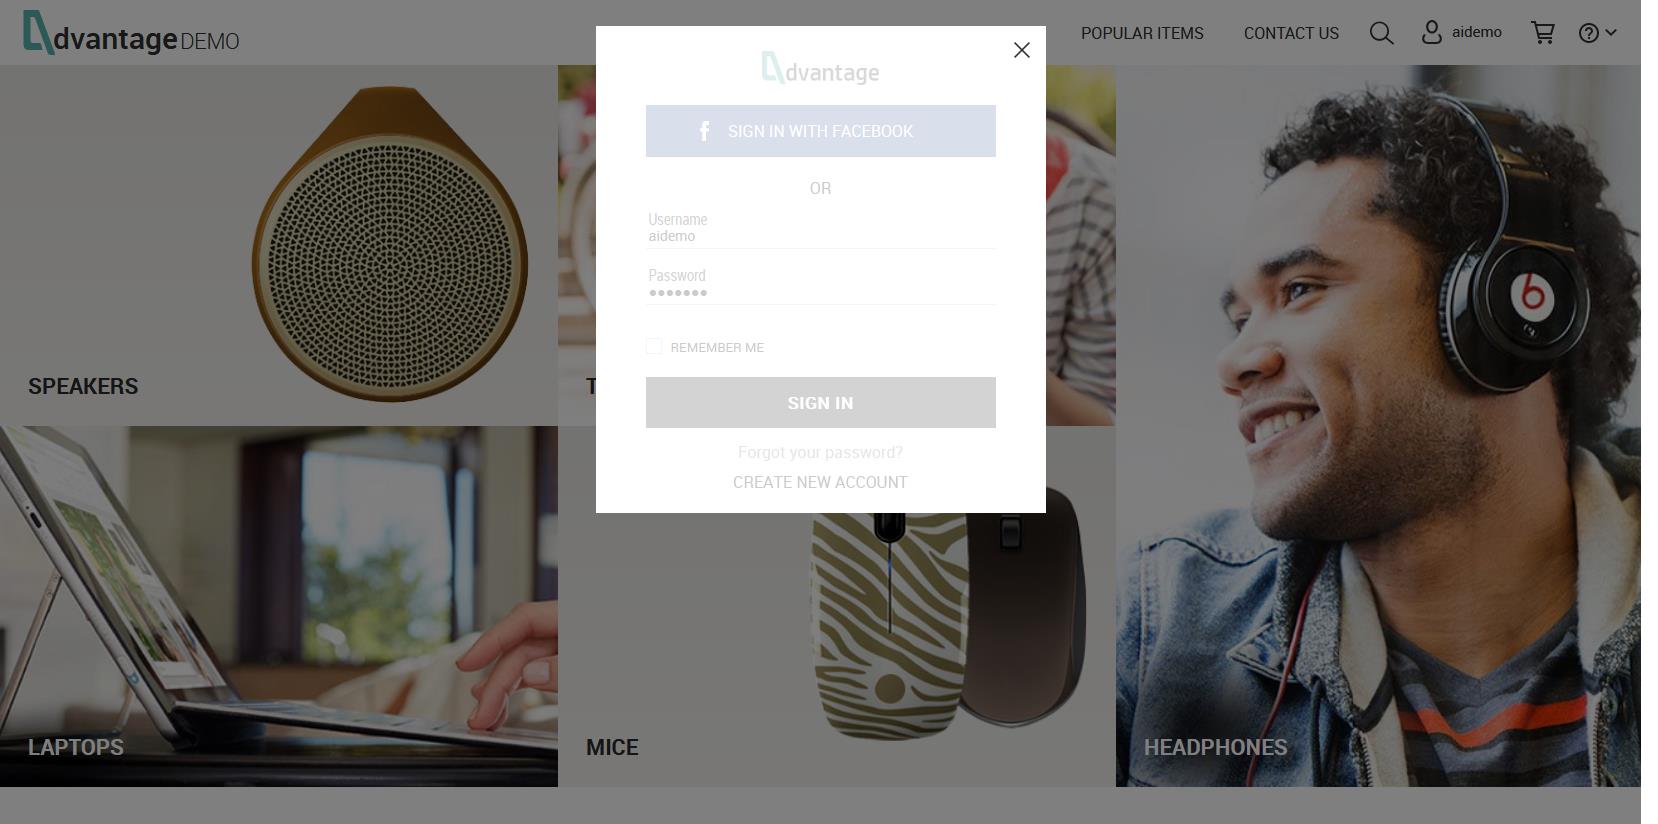 dvantage DEMO
POPULAR ITEMS
CONTACT US
aidemo
dvantage
SIGN IN WITH FACEBOOK
OR
Username
aidemo
Password
REMEMBER ME
SIGN IN
Forgot your password?
CREATE NEW ACCOUNT
SPEAKERS
T
LAPTOPS
MICE
HEADPHONES